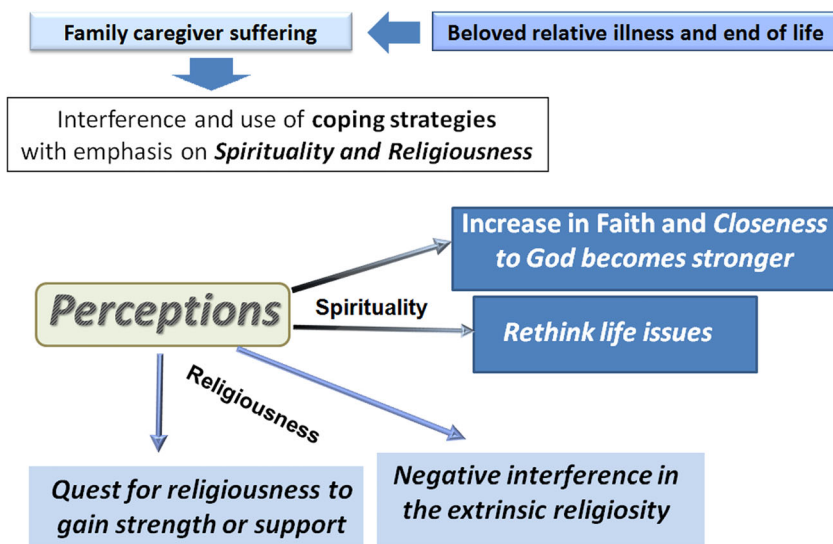 Family caregiver suffering
Beloved relative illness and end of life
Interference and use of coping strategies
with emphasis on Spirituality and Religiousness
Increase in Faith and Closeness
to God becomes stronger
Perceptions
Spirituality
Rethink life issues
Religiousness
Quest for religiousness to
gain strength or support
Negative interference in
the extrinsic religiosity